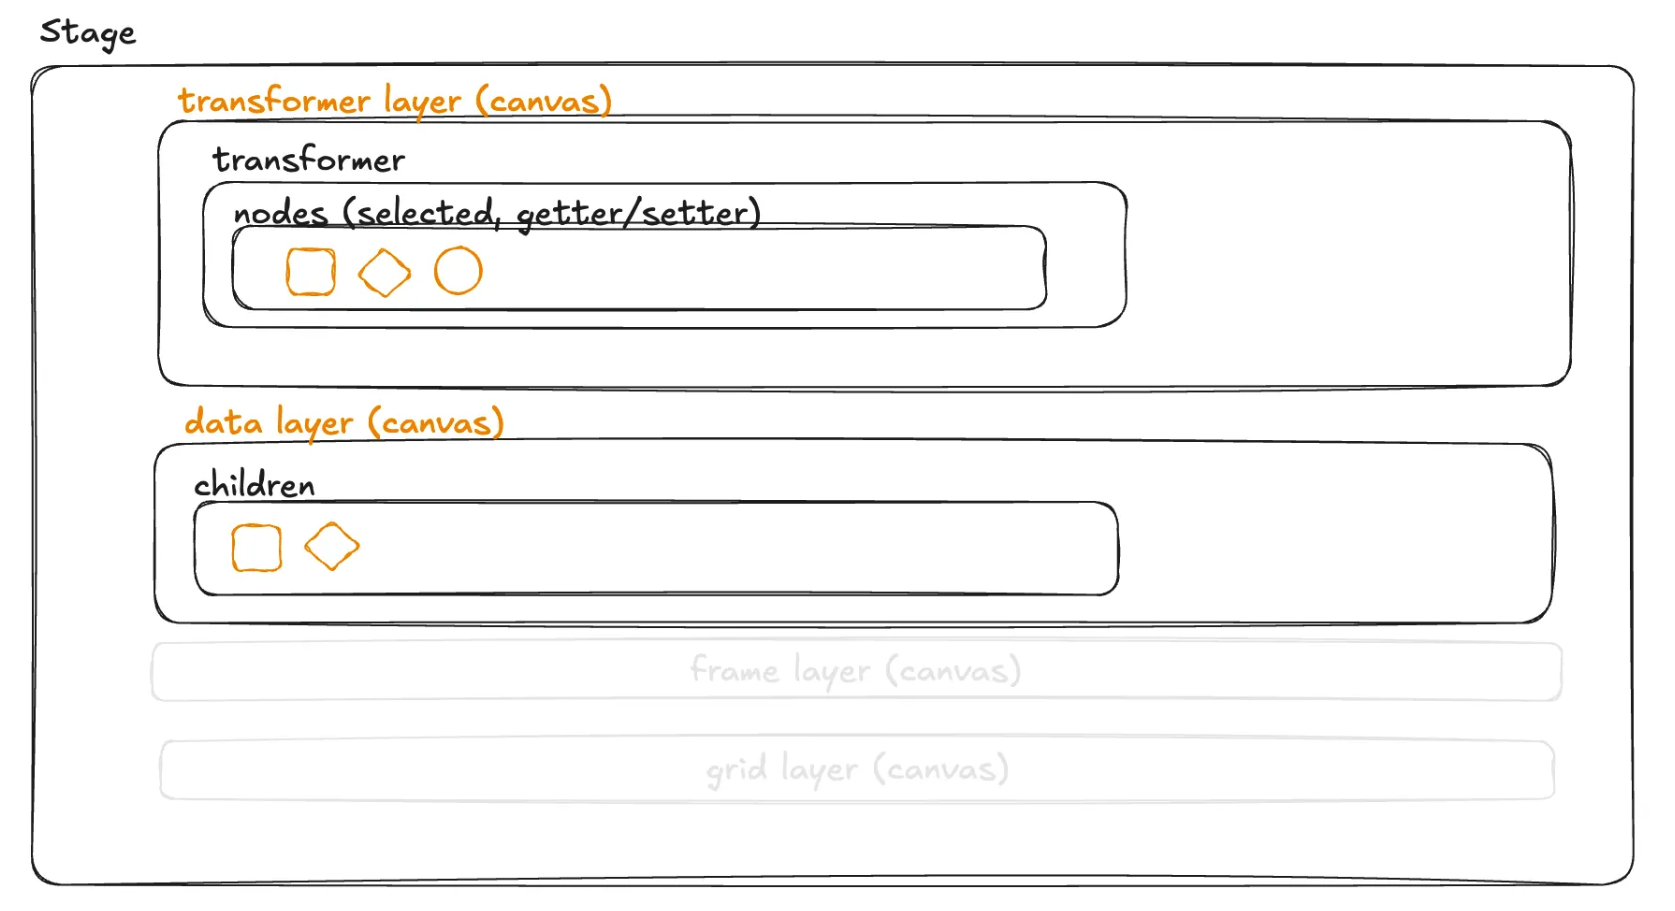 Stage
transformer layer (canvas)
transformer
nodes (selected, getter/setter)
data layer (canvas)
children
frame layer (canvas)
grid layer (canvas)